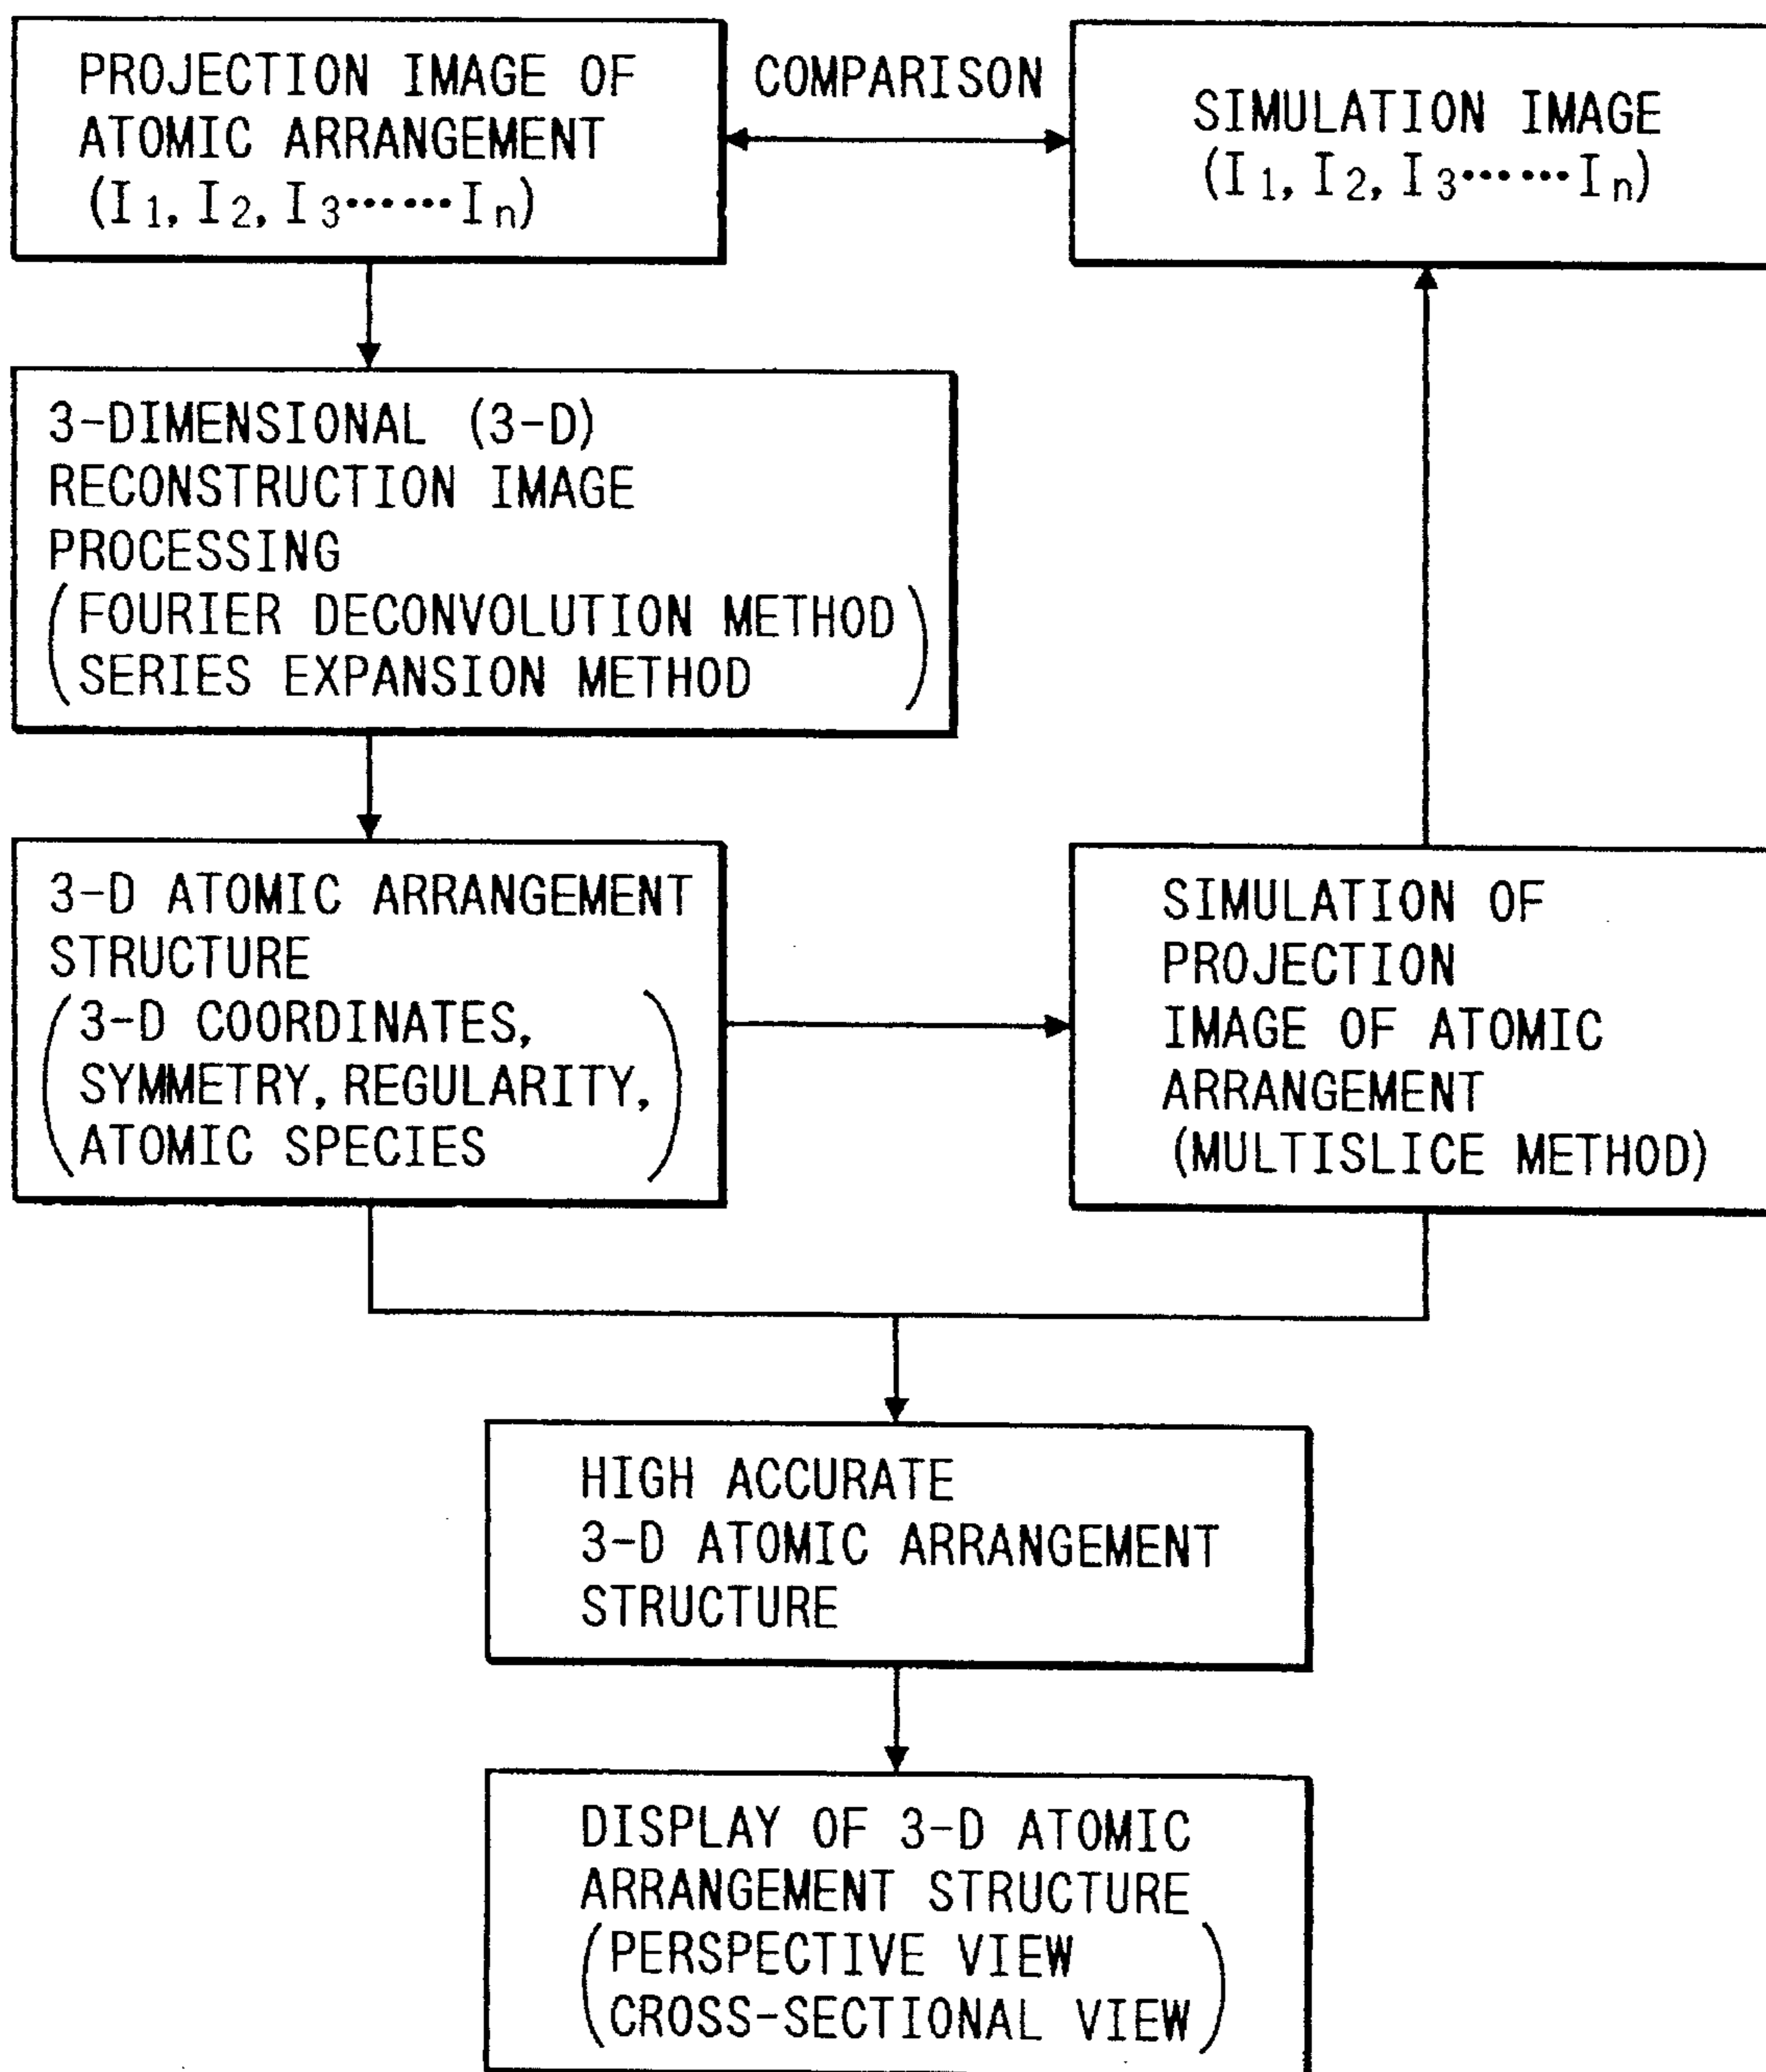 PROJECTION IMAGE OF
ATOMIC ARRANGEMENT
(I1, I2, I3‥‥‥In)
COMPARISON
SIMULATION IMAGE
(I1, I2, I3‥‥‥In)
3-DIMENSIONAL (3-D)
RECONSTRUCTION IMAGE
PROCESSING
(FOURIER DECONVOLUTION METHOD
SERIES EXPANSION METHOD)
3-D ATOMIC ARRANGEMENT
STRUCTURE
(3-D COORDINATES,
SYMMETRY, REGULARITY,
ATOMIC SPECIES)
SIMULATION OF
PROJECTION
IMAGE OF ATOMIC
ARRANGEMENT
(MULTISLICE METHOD)
HIGH ACCURATE
3-D ATOMIC ARRANGEMENT
STRUCTURE
DISPLAY OF 3-D ATOMIC
ARRANGEMENT STRUCTURE
(PERSPECTIVE VIEW
CROSS-SECTIONAL VIEW)